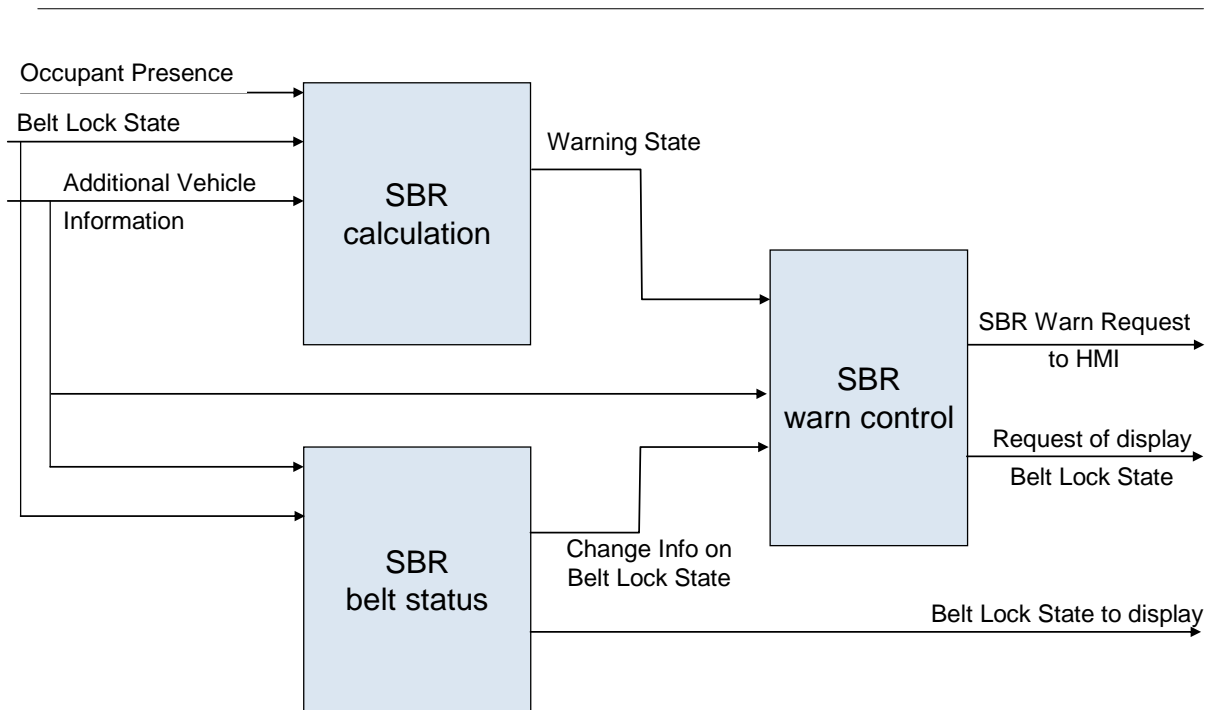 Occupant Presence
Belt Lock State
Additional Vehicle
Information
SBR
calculation
Warning State
SBR
warn control
SBR Warn Request
to HMI
Request of display
Belt Lock State
SBR
belt status
Change Info on
Belt Lock State
Belt Lock State to display